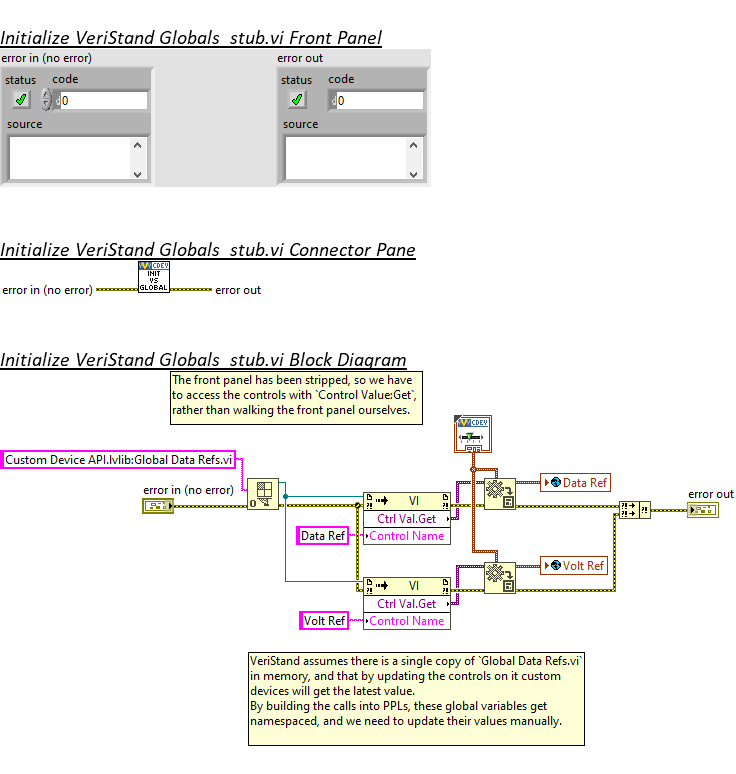 Initialize VeriStand Globals_stub.vi Front Panel
error in (no error)
error out
status code
status code
0
0
source
source
Initialize VeriStand Globals_stub.vi Connector Pane
CDEV
INIT
VS
GLOBAL
error in (no error)
error out
Initialize VeriStand Globals_stub.vi Block Diagram
The front panel has been stripped, so we have
to access the controls with `Control Value:Get`,
rather than walking the front panel ourselves.
CDEV
Custom Device API.lvlib:Global Data Refs.vi
error in (no error)
VI
Ctrl Val.Get
Data Ref
Control Name
Data Ref
error out
VI
Ctrl Val.Get
Volt Ref
Control Name
Volt Ref
VeriStand assumes there is a single copy of `Global Data Refs.vi`
in memory, and that by updating the controls on it custom
devices will get the latest value.
By building the calls into PPLs, these global variables get
namespaced, and we need to update their values manually.